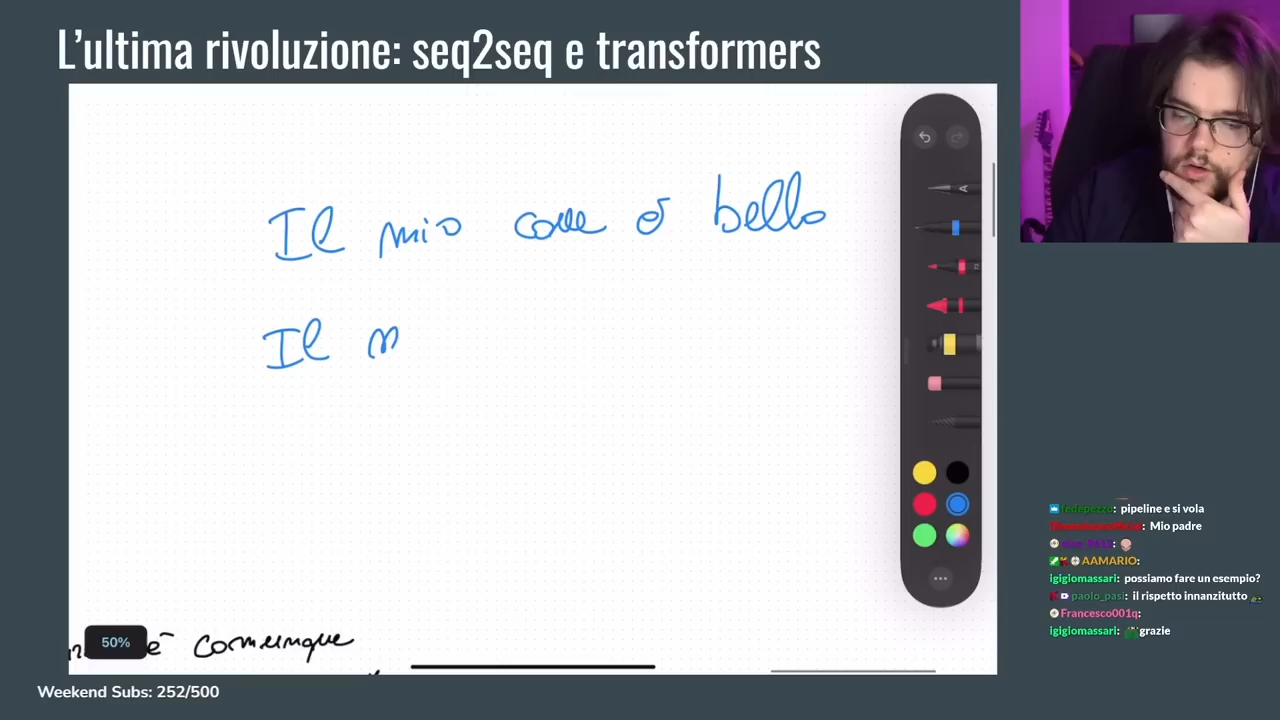 L'ultima rivoluzione: seq2seq e transformers
Il mio cane è bello
Il m
50%
è comunque
Weekend Subs: 252/500
fedepezzo: pipeline e si vola
: Mio padre
AAMARIO:
igigiomassari: possiamo fare un esempio?
paolo_pasi: il rispetto innanzitutto
Francesco001q:
igigiomassari: grazie